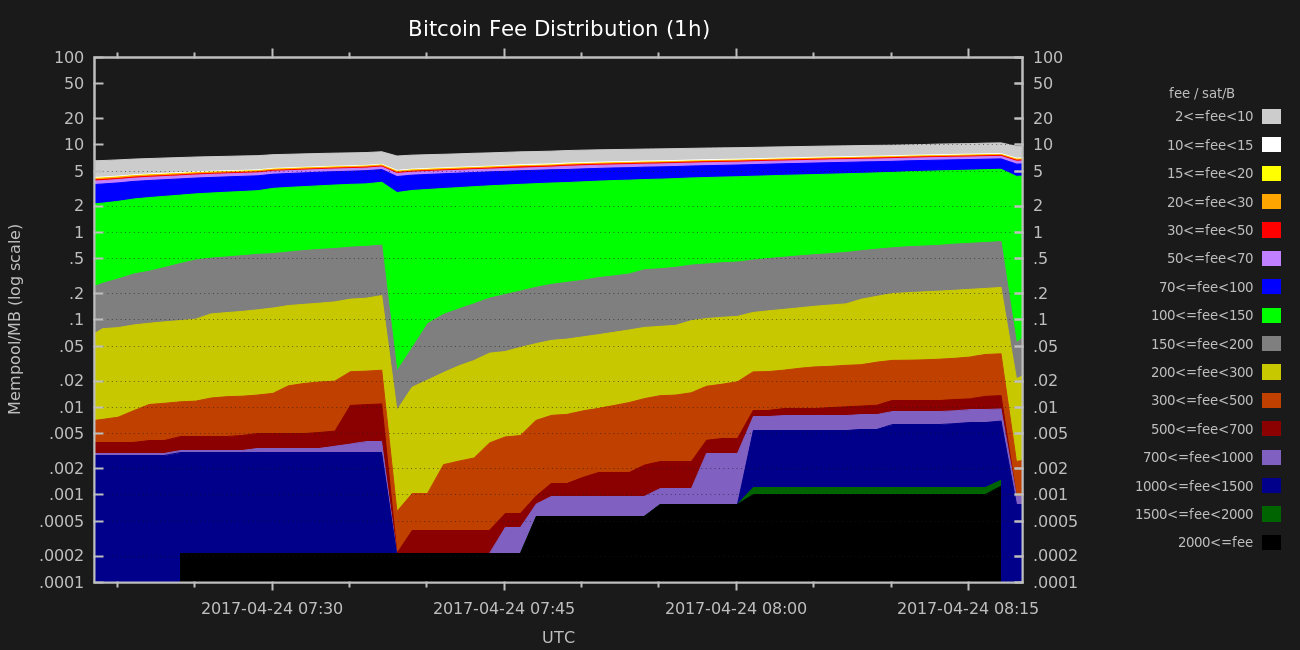 Bitcoin Fee Distribution (1h)
100
50
20
10
5
2
1
.5
.2
.1
.05
.02
.01
.005
.002
.001
.0005
.0002
.0001
Mempool/MB (log scale)
100
50
20
10
5
2
1
.5
.2
.1
.05
.02
.01
.005
.002
.001
.0005
.0002
.0001
2017-04-24 07:30
2017-04-24 07:45
2017-04-24 08:00
2017-04-24 08:15
UTC
fee / sat/B
2<=fee<10
10<=fee<15
15<=fee<20
20<=fee<30
30<=fee<50
50<=fee<70
70<=fee<100
100<=fee<150
150<=fee<200
200<=fee<300
300<=fee<500
500<=fee<700
700<=fee<1000
1000<=fee<1500
1500<=fee<2000
2000<=fee